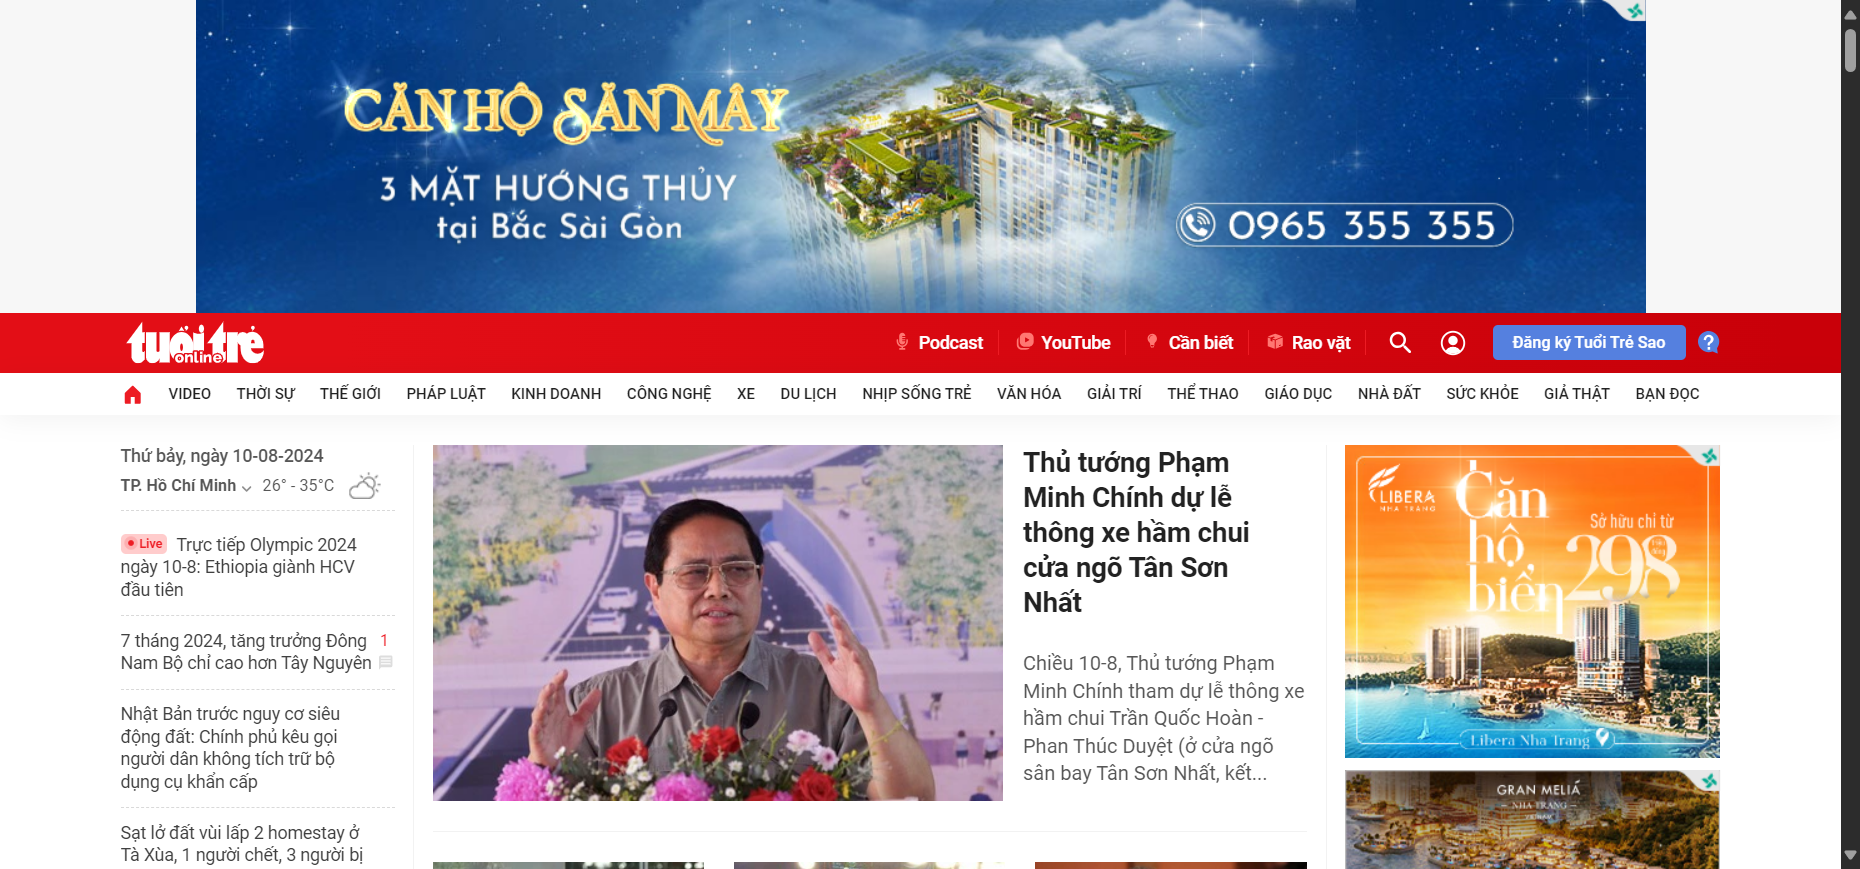 CĂN HỘ SĂN MÂY
3 MẶT HƯỚNG THỦY
tại Bắc Sài Gòn
0965 355 355
tuổi trẻ
online
Podcast
YouTube
Cần biết
Rao vặt
Đăng ký Tuổi Trẻ Sao
?
VIDEO
THỜI SỰ
THẾ GIỚI
PHÁP LUẬT
KINH DOANH
CÔNG NGHỆ
XE
DU LỊCH
NHỊP SỐNG TRẺ
VĂN HÓA
GIẢI TRÍ
THỂ THAO
GIÁO DỤC
NHÀ ĐẤT
SỨC KHỎE
GIẢ THẬT
BẠN ĐỌC
Thứ bảy, ngày 10-08-2024
TP. Hồ Chí Minh 26° - 35°C
Live Trực tiếp Olympic 2024
ngày 10-8: Ethiopia giành HCV
đầu tiên
7 tháng 2024, tăng trưởng Đông 1
Nam Bộ chỉ cao hơn Tây Nguyên
Nhật Bản trước nguy cơ siêu
động đất: Chính phủ kêu gọi
người dân không tích trữ bộ
dụng cụ khẩn cấp
Sạt lở đất vùi lấp 2 homestay ở
Tà Xùa, 1 người chết, 3 người bị
Thủ tướng Phạm
Minh Chính dự lễ
thông xe hầm chui
cửa ngõ Tân Sơn
Nhất
Chiều 10-8, Thủ tướng Phạm
Minh Chính tham dự lễ thông xe
hầm chui Trần Quốc Hoàn -
Phan Thúc Duyệt (ở cửa ngõ
sân bay Tân Sơn Nhất, kết...
LIBERA
NHA TRANG
Căn
hộ
biển
Sở hữu chỉ từ
298
Libera Nha Trang
GRAN MELIÁ
NHA TRANG
VIETNAM